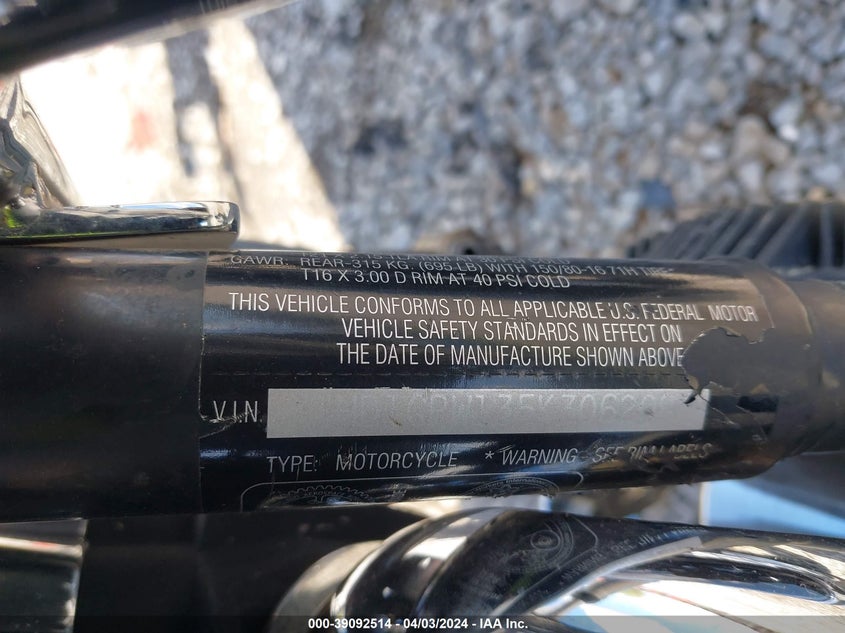 GAWR. REAR-315 KG. (695 LB) WITH 150/80-16 71H TIRE
T16 X 3.00 D RIM AT 40 PSI COLD
THIS VEHICLE CONFORMS TO ALL APPLICABLE U.S. FEDERAL MOTOR
VEHICLE SAFETY STANDARDS IN EFFECT ON
THE DATE OF MANUFACTURE SHOWN ABOVE
V.I.N.
TYPE: MOTORCYCLE * WARNING - SEE RIM LABELS
000-39092514 - 04/03/2024 - IAA Inc.